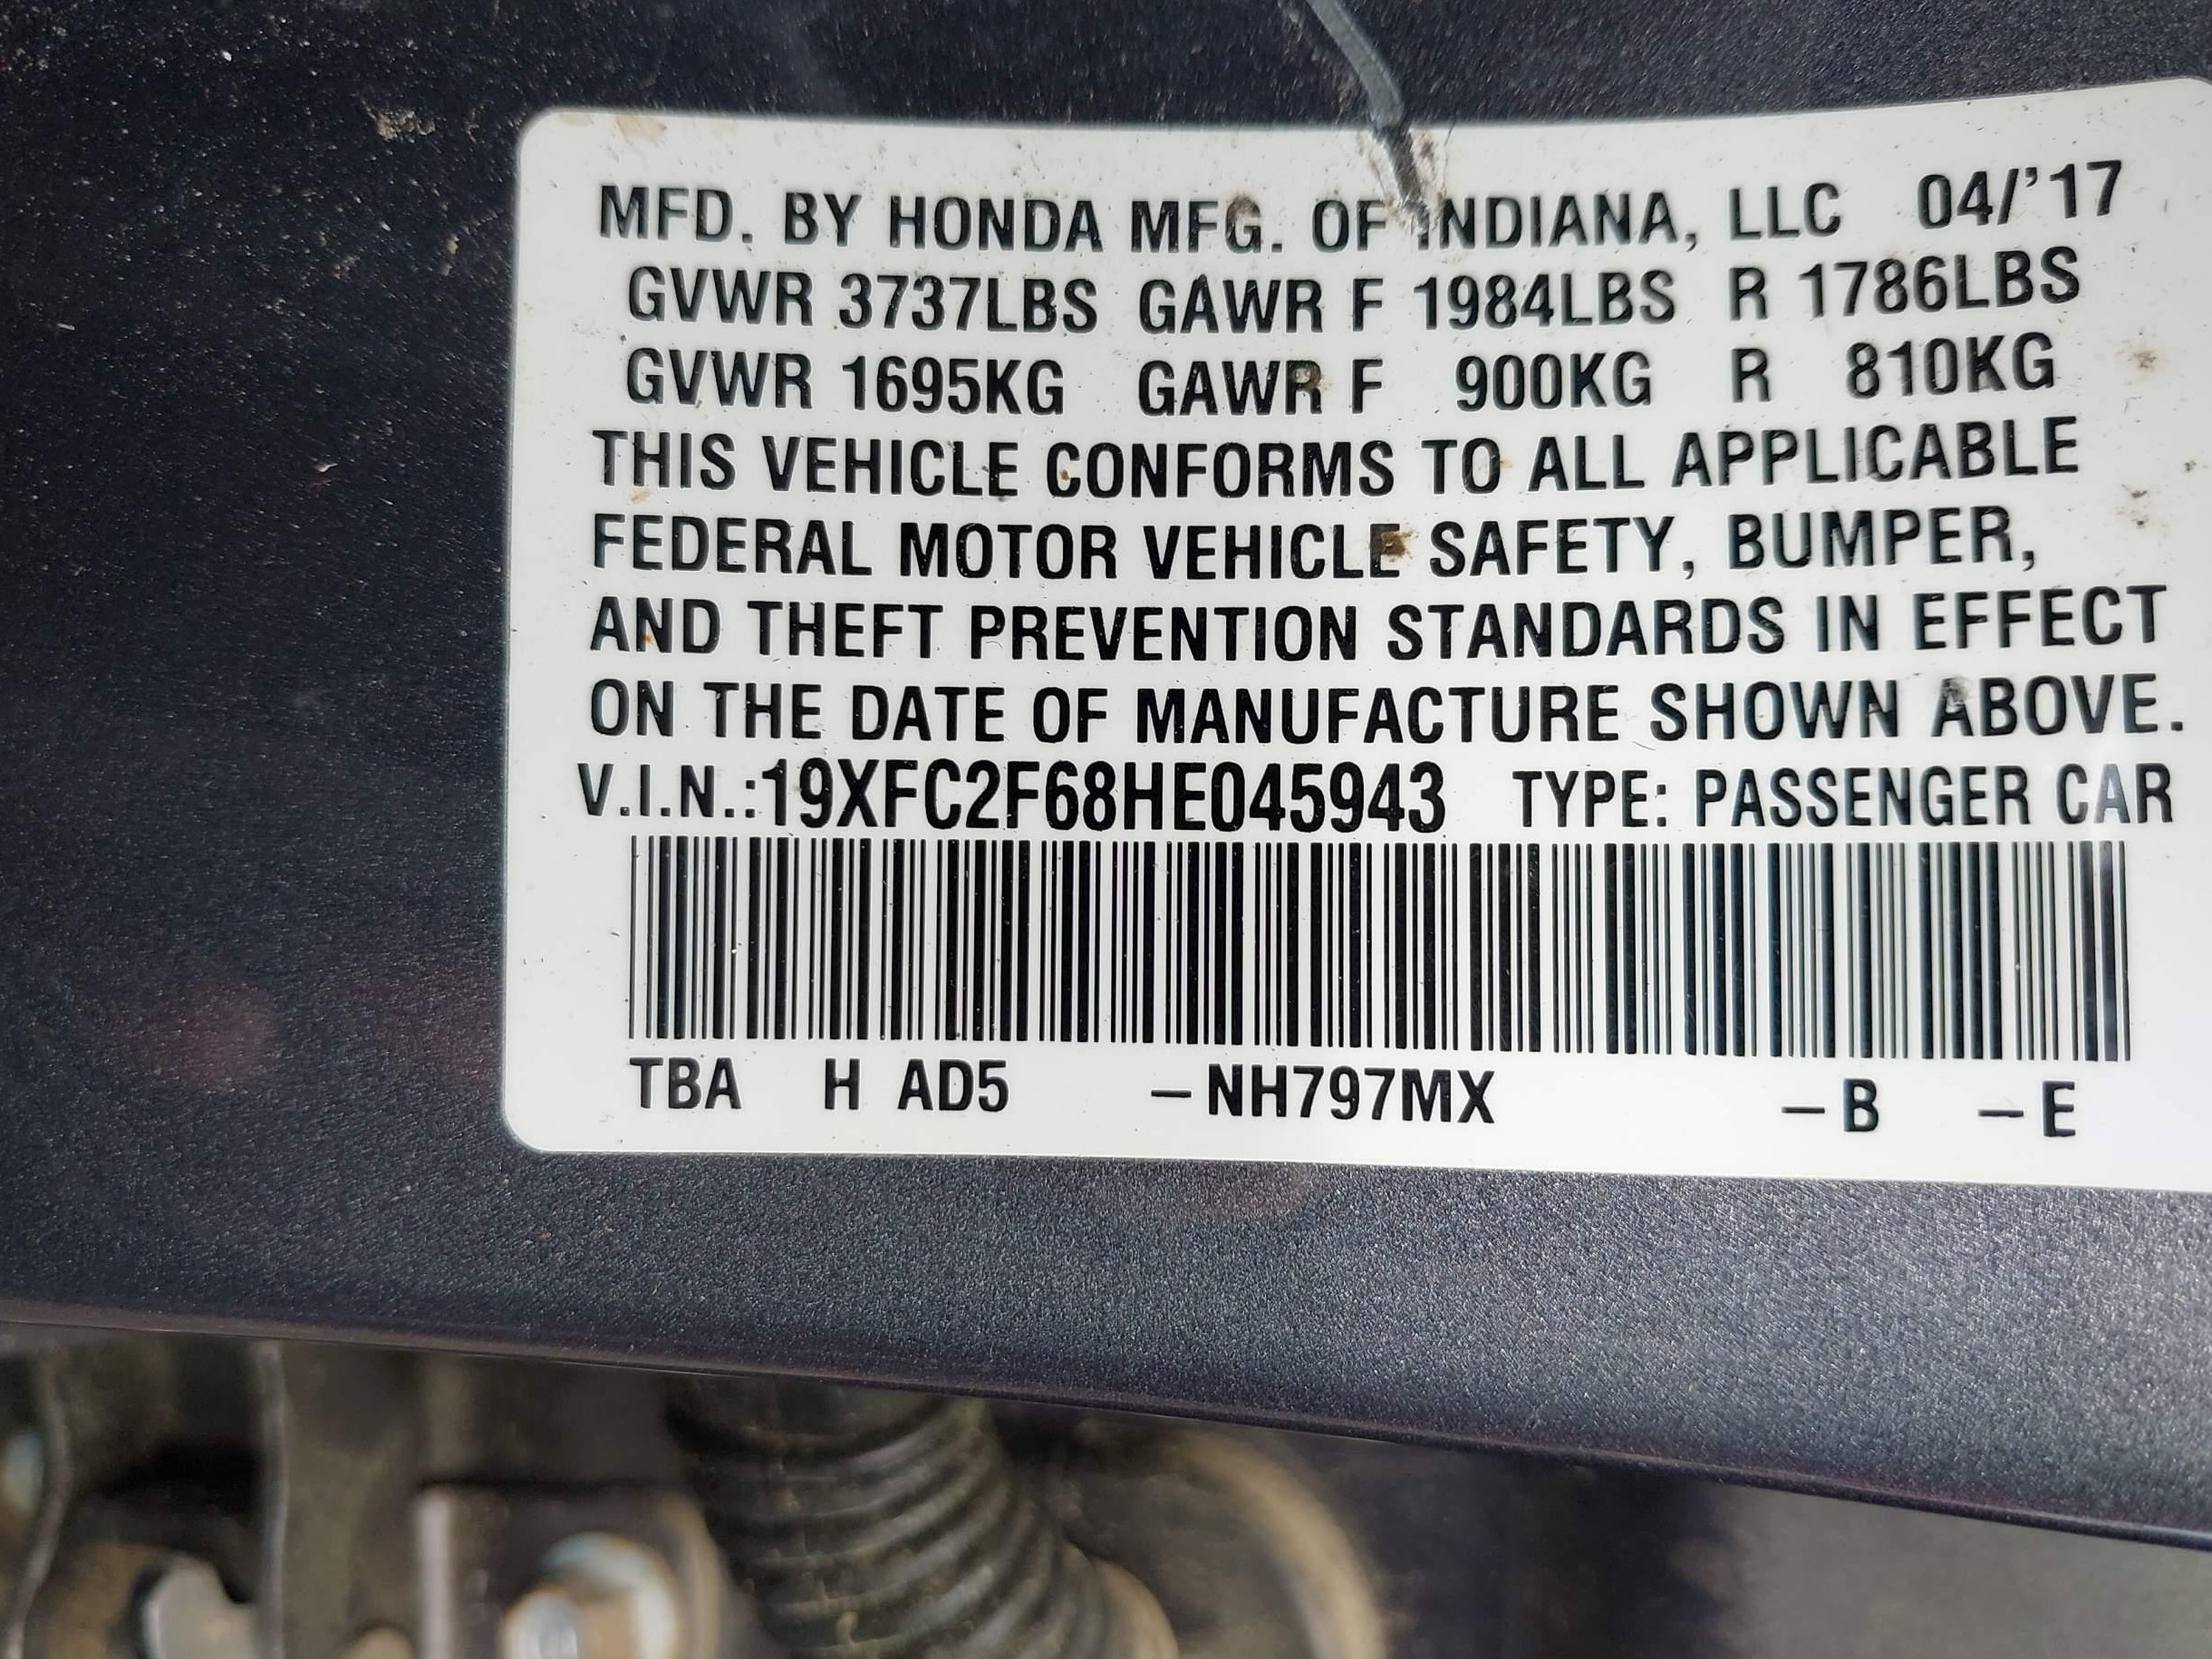 MFD. BY HONDA MFG. OF INDIANA, LLC 04/'17
GVWR 3737LBS GAWR F 1984LBS R 1786LBS
GVWR 1695KG GAWR F 900KG R 810KG
THIS VEHICLE CONFORMS TO ALL APPLICABLE
FEDERAL MOTOR VEHICLE SAFETY, BUMPER,
AND THEFT PREVENTION STANDARDS IN EFFECT
ON THE DATE OF MANUFACTURE SHOWN ABOVE.
V.I.N.:19XFC2F68HE045943 TYPE: PASSENGER CAR
TBA H AD5 –NH797MX –B –E